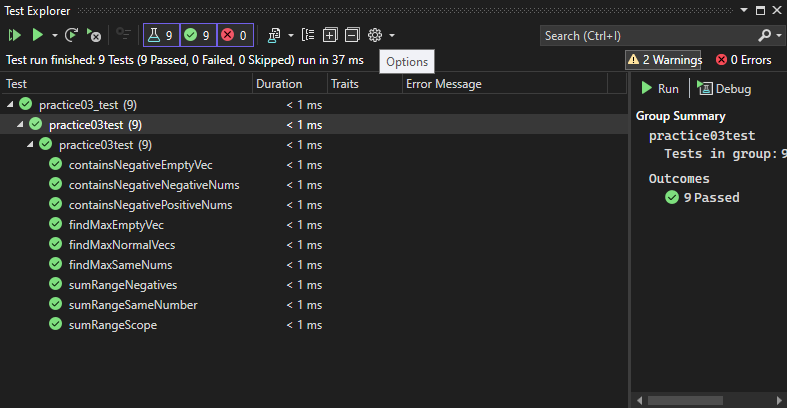 Test Explorer
9 9 0 Search (Ctrl+I)
Test run finished: 9 Tests (9 Passed, 0 Failed, 0 Skipped) run in 37 ms
Options
2 Warnings 0 Errors
Test Duration Traits Error Message
practice03_test (9) < 1 ms
practice03test (9) < 1 ms
practice03test (9) < 1 ms
containsNegativeEmptyVec < 1 ms
containsNegativeNegativeNums < 1 ms
containsNegativePositiveNums < 1 ms
findMaxEmptyVec < 1 ms
findMaxNormalVecs < 1 ms
findMaxSameNums < 1 ms
sumRangeNegatives < 1 ms
sumRangeSameNumber < 1 ms
sumRangeScope < 1 ms
Run Debug
Group Summary
practice03test
Tests in group: 9
Outcomes
9 Passed